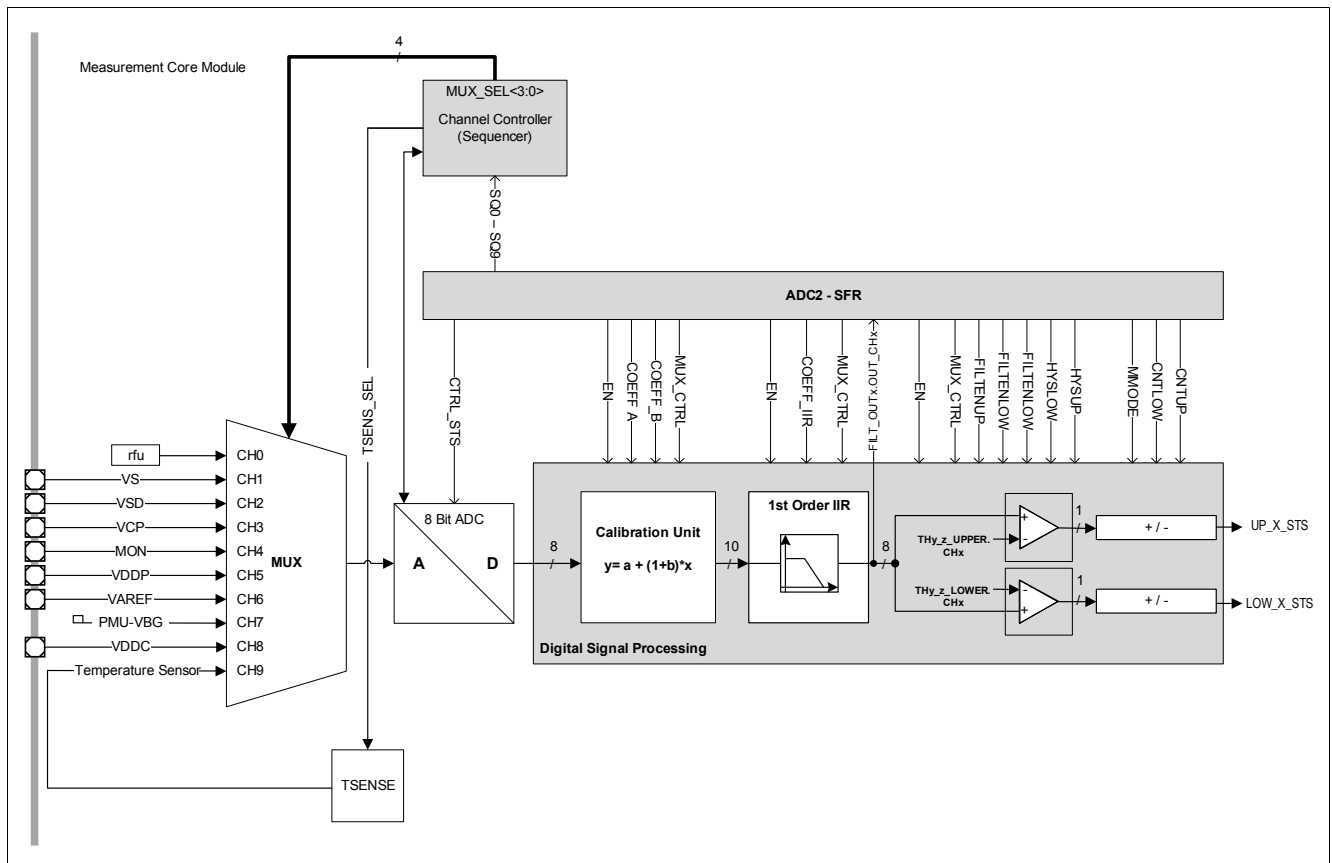 4
Measurement Core Module
MUX_SEL<3:0>
Channel Controller
(Sequencer)
SQ0 – SQ9
TSENS_SEL
ADC2 - SFR
CTRL_STS
EN
COEFF_A
COEFF_B
MUX_CTRL
EN
COEFF_IIR
MUX_CTRL
FILT_OUTx.OUT_CHx
EN
MUX_CTRL
FILTENUP
FILTENLOW
FILTENLOW
HYSLOW
HYSUP
MMODE
CNTLOW
CNTUP
rfu
CH0
VS
CH1
VSD
CH2
VCP
CH3
MON
CH4
VDDP
CH5
VAREF
CH6
PMU-VBG
CH7
VDDC
CH8
Temperature Sensor
CH9
MUX
8 Bit ADC
A
D
8
Calibration Unit
y= a + (1+b)*x
10
1st Order IIR
8
+
-
THy_z_UPPER.
CHx
1
+ / -
UP_X_STS
THy_z_LOWER.
CHx
-
+
1
+ / -
LOW_X_STS
Digital Signal Processing
TSENSE